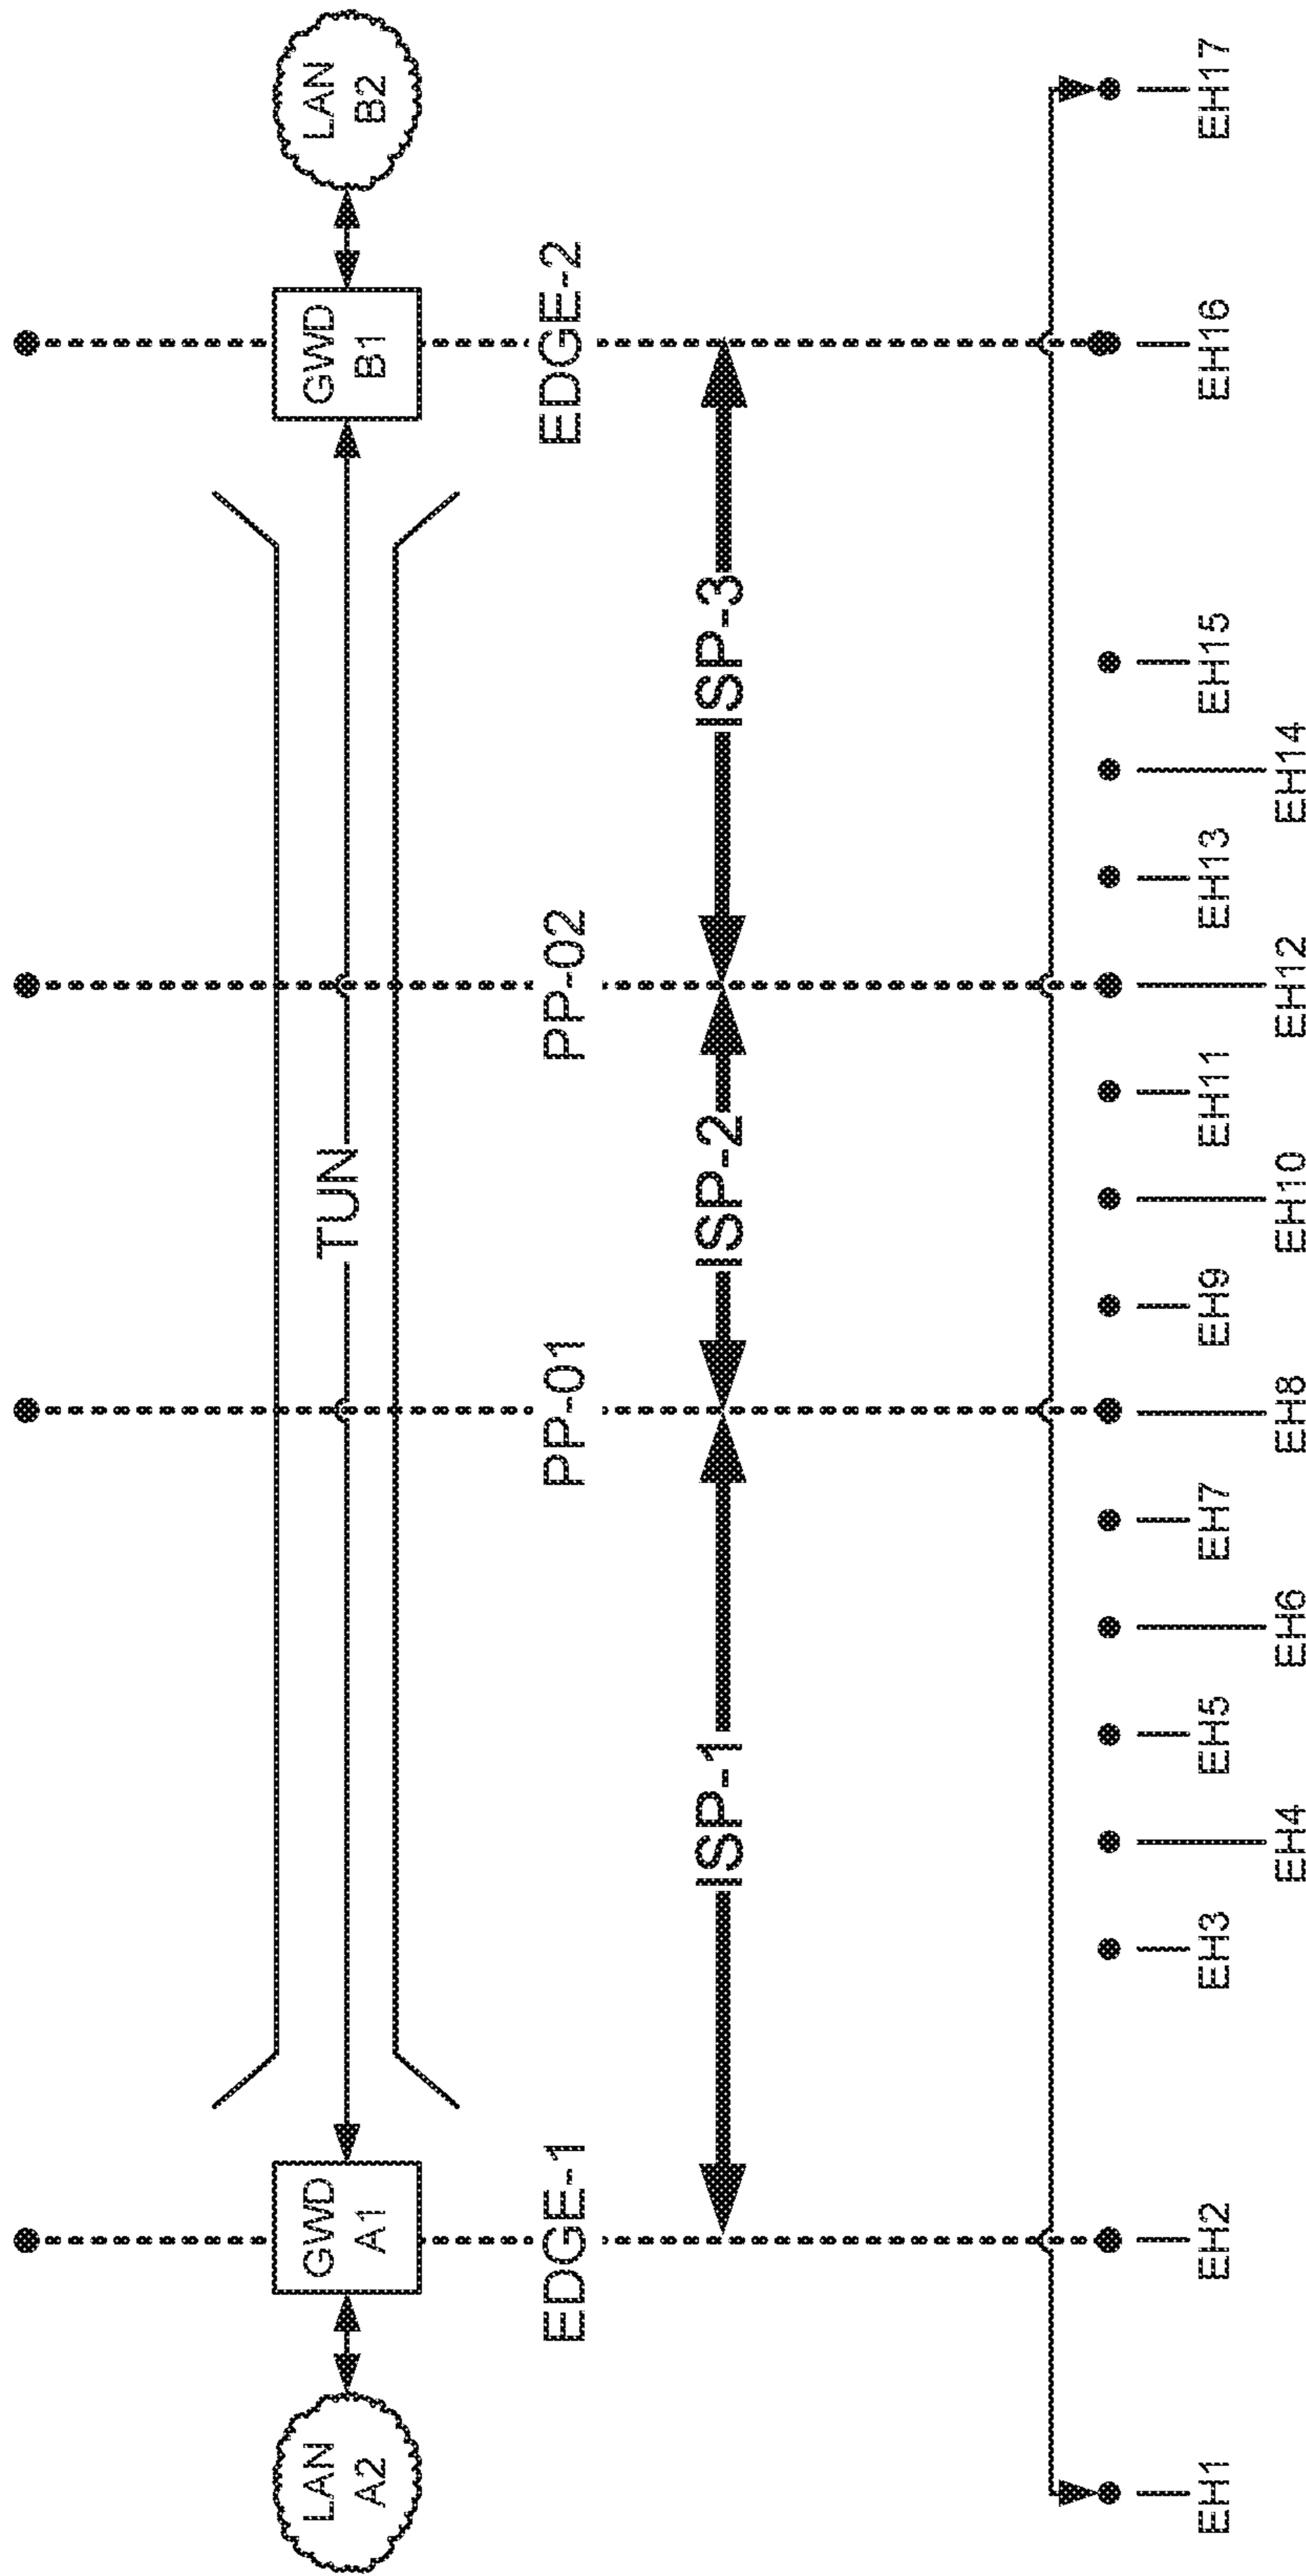 LAN
A2
GWD
A1
TUN
GWD
B1
LAN
B2
EDGE-1
PP-01
PP-02
EDGE-2
ISP-1
ISP-2
ISP-3
EH1
EH2
EH3
EH4
EH5
EH6
EH7
EH8
EH9
EH10
EH11
EH12
EH13
EH14
EH15
EH16
EH17